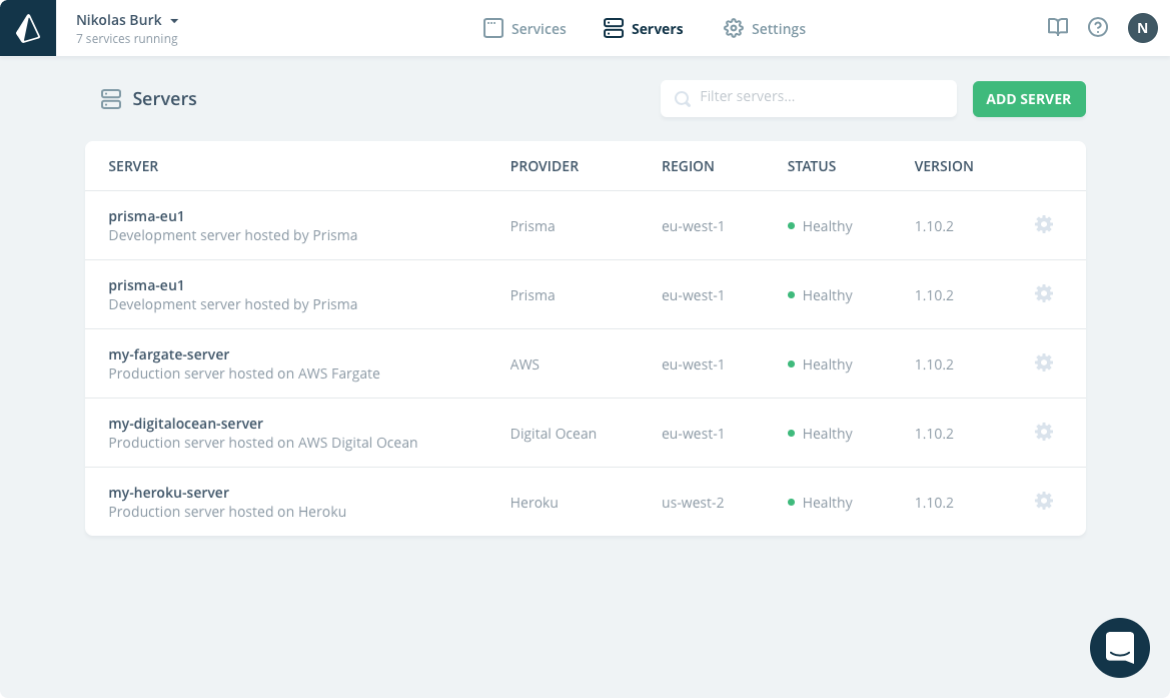 Nikolas Burk
7 services running
Services
Servers
Settings
N
Servers
Filter servers...
ADD SERVER
SERVER PROVIDER REGION STATUS VERSION
prisma-eu1
Development server hosted by Prisma
Prisma eu-west-1 Healthy 1.10.2
prisma-eu1
Development server hosted by Prisma
Prisma eu-west-1 Healthy 1.10.2
my-fargate-server
Production server hosted on AWS Fargate
AWS eu-west-1 Healthy 1.10.2
my-digitalocean-server
Production server hosted on AWS Digital Ocean
Digital Ocean eu-west-1 Healthy 1.10.2
my-heroku-server
Production server hosted on Heroku
Heroku us-west-2 Healthy 1.10.2